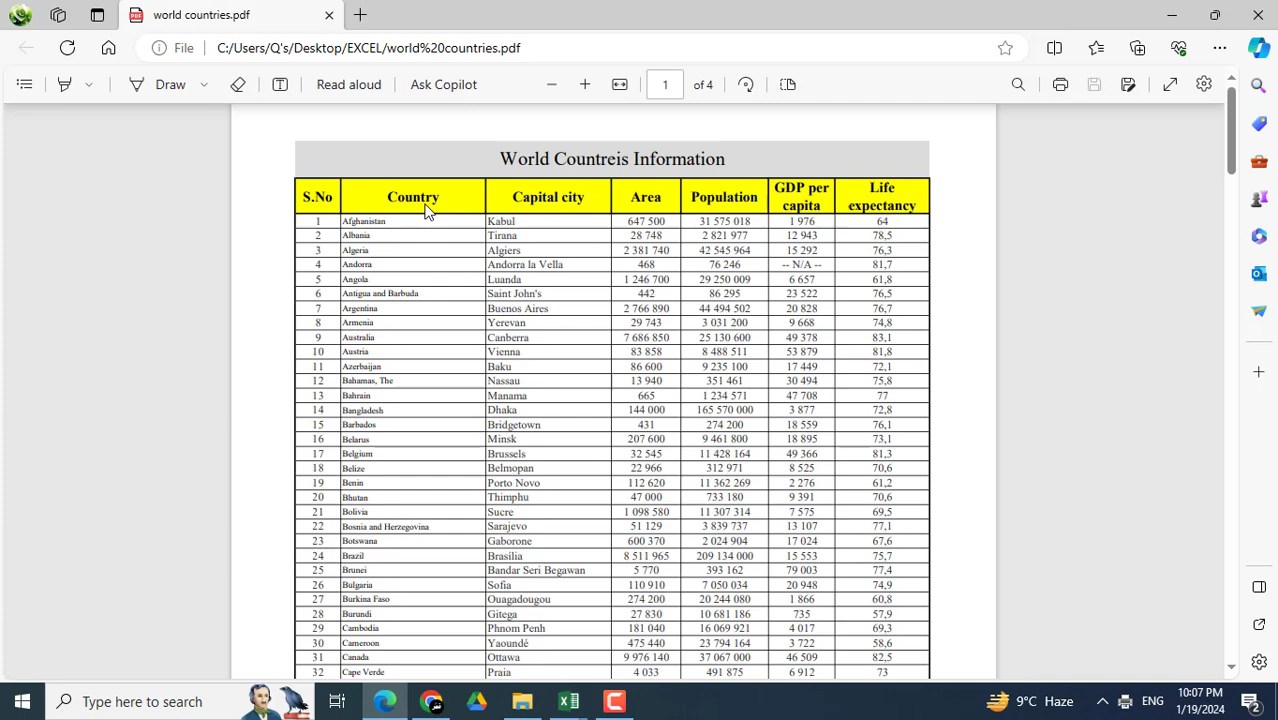 world countries.pdf
File C:/Users/Q's/Desktop/EXCEL/world%20countries.pdf
Draw Read aloud Ask Copilot 1 of 4
World Countreis Information
S.No Country Capital city Area Population GDP per capita Life expectancy
1 Afghanistan Kabul 647 500 31 575 018 1 976 64
2 Albania Tirana 28 748 2 821 977 12 943 78,5
3 Algeria Algiers 2 381 740 42 545 964 15 292 76,3
4 Andorra Andorra la Vella 468 76 246 -- N/A -- 81,7
5 Angola Luanda 1 246 700 29 250 009 6 657 61,8
6 Antigua and Barbuda Saint John's 442 86 295 23 522 76,5
7 Argentina Buenos Aires 2 766 890 44 494 502 20 828 76,7
8 Armenia Yerevan 29 743 3 031 200 9 668 74,8
9 Australia Canberra 7 686 850 25 130 600 49 378 83,1
10 Austria Vienna 83 858 8 488 511 53 879 81,8
11 Azerbaijan Baku 86 600 9 235 100 17 449 72,1
12 Bahamas, The Nassau 13 940 351 461 30 494 75,8
13 Bahrain Manama 665 1 234 571 47 708 77
14 Bangladesh Dhaka 144 000 165 570 000 3 877 72,8
15 Barbados Bridgetown 431 274 200 18 559 76,1
16 Belarus Minsk 207 600 9 461 800 18 895 73,1
17 Belgium Brussels 32 545 11 428 164 49 366 81,3
18 Belize Belmopan 22 966 312 971 8 525 70,6
19 Benin Porto Novo 112 620 11 362 269 2 276 61,2
20 Bhutan Thimphu 47 000 733 180 9 391 70,6
21 Bolivia Sucre 1 098 580 11 307 314 7 575 69,5
22 Bosnia and Herzegovina Sarajevo 51 129 3 839 737 13 107 77,1
23 Botswana Gaborone 600 370 2 024 904 17 024 67,6
24 Brazil Brasília 8 511 965 209 134 000 15 553 75,7
25 Brunei Bandar Seri Begawan 5 770 393 162 79 003 77,4
26 Bulgaria Sofia 110 910 7 050 034 20 948 74,9
27 Burkina Faso Ouagadougou 274 200 20 244 080 1 866 60,8
28 Burundi Gitega 27 830 10 681 186 735 57,9
29 Cambodia Phnom Penh 181 040 16 069 921 4 017 69,3
30 Cameroon Yaoundé 475 440 23 794 164 3 722 58,6
31 Canada Ottawa 9 976 140 37 067 000 46 509 82,5
32 Cape Verde Praia 4 033 491 875 6 912 73
Type here to search
9°C Haze ENG 10:07 PM 1/19/2024 2